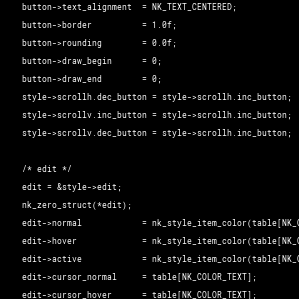 button->text_alignment  = NK_TEXT_CENTERED;
button->border          = 1.0f;
button->rounding        = 0.0f;
button->draw_begin      = 0;
button->draw_end        = 0;
style->scrollh.dec_button = style->scrollh.inc_button;
style->scrollv.inc_button = style->scrollh.inc_button;
style->scrollv.dec_button = style->scrollh.inc_button;
/* edit */
edit = &style->edit;
nk_zero_struct(*edit);
edit->normal            = nk_style_item_color(table[NK_C
edit->hover             = nk_style_item_color(table[NK_C
edit->active            = nk_style_item_color(table[NK_C
edit->cursor_normal     = table[NK_COLOR_TEXT];
edit->cursor_hover      = table[NK_COLOR_TEXT];